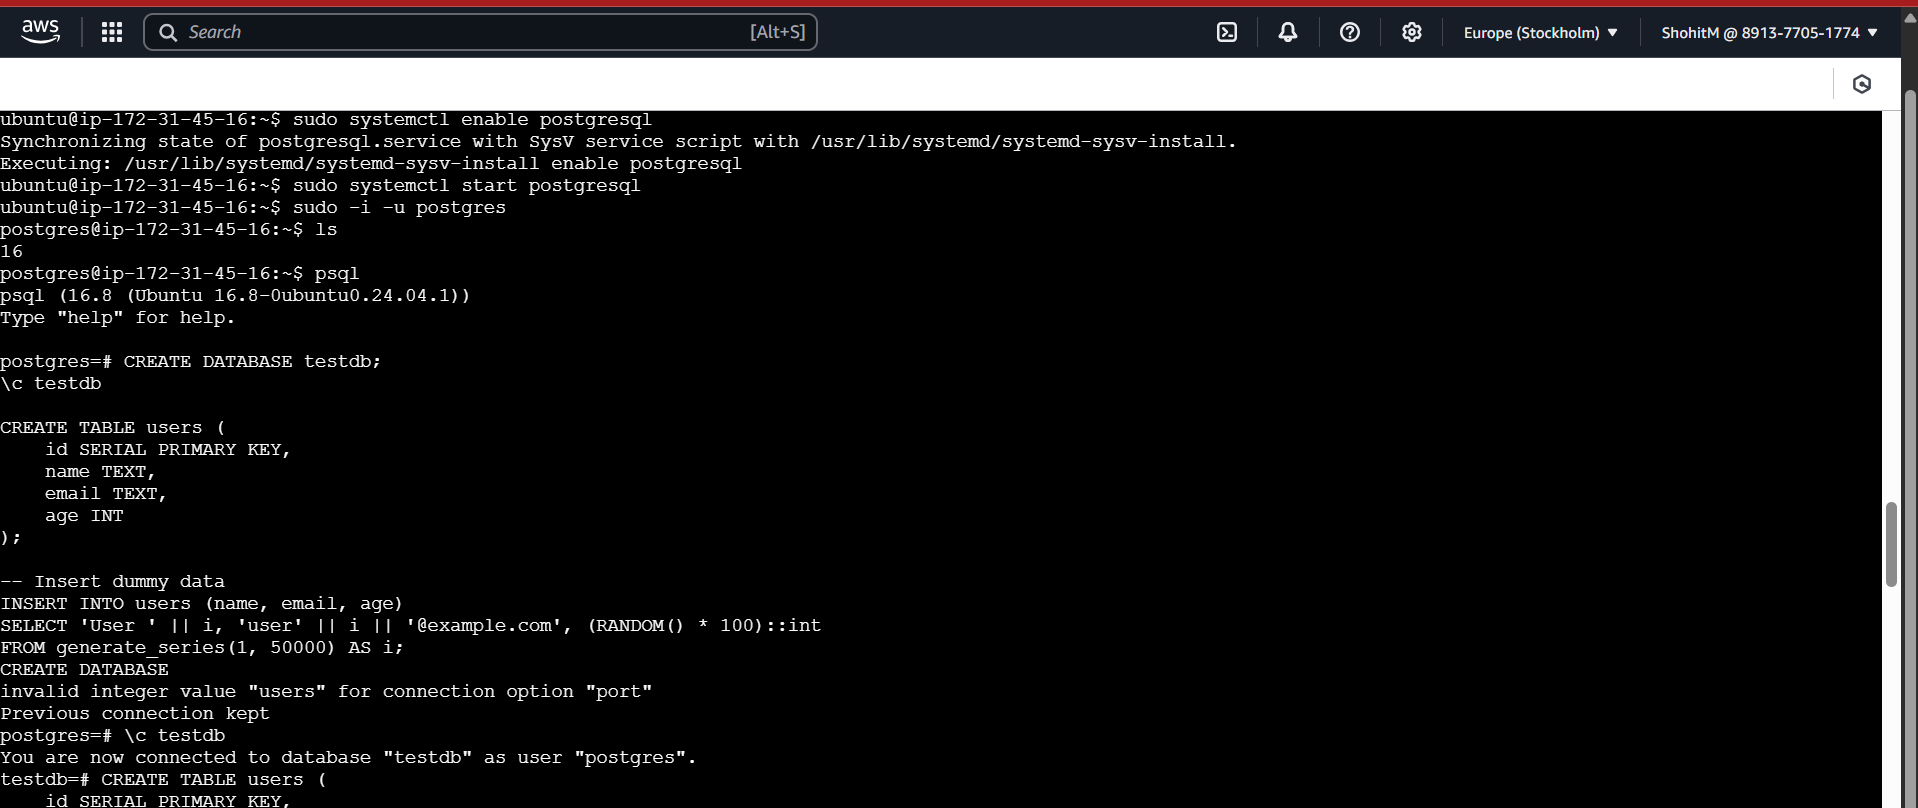 aws
Search [Alt+S]
Europe (Stockholm)
ShohitM @ 8913-7705-1774
ubuntu@ip-172-31-45-16:~$ sudo systemctl enable postgresql
Synchronizing state of postgresql.service with SysV service script with /usr/lib/systemd/systemd-sysv-install.
Executing: /usr/lib/systemd/systemd-sysv-install enable postgresql
ubuntu@ip-172-31-45-16:~$ sudo systemctl start postgresql
ubuntu@ip-172-31-45-16:~$ sudo -i -u postgres
postgres@ip-172-31-45-16:~$ ls
16
postgres@ip-172-31-45-16:~$ psql
psql (16.8 (Ubuntu 16.8-0ubuntu0.24.04.1))
Type "help" for help.
postgres=# CREATE DATABASE testdb;
\c testdb
CREATE TABLE users (
    id SERIAL PRIMARY KEY,
    name TEXT,
    email TEXT,
    age INT
);
-- Insert dummy data
INSERT INTO users (name, email, age)
SELECT 'User ' || i, 'user' || i || '@example.com', (RANDOM() * 100)::int
FROM generate_series(1, 50000) AS i;
CREATE DATABASE
invalid integer value "users" for connection option "port"
Previous connection kept
postgres=# \c testdb
You are now connected to database "testdb" as user "postgres".
testdb=# CREATE TABLE users (
    id SERIAL PRIMARY KEY,